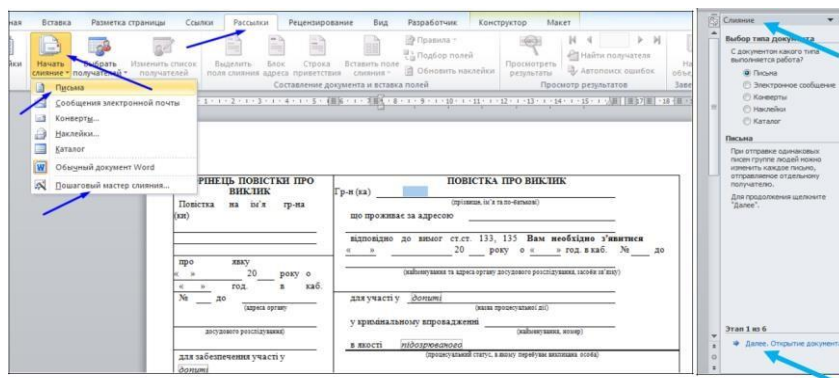 ная Вставка Разметка страницы Ссылки Рассылки Рецензирование Вид Разработчик Конструктор Макет
Начать слияние
Выбрать получателей
Изменить список получателей
Выделить поля слияния
Блок адреса
Строка приветствия
Вставить поле слияния
Правила
Подбор полей
Обновить наклейки
Просмотреть результаты
Найти получателя
Автопоиск ошибок
Составление документа и вставка полей
Просмотр результатов
Письма
Сообщения электронной почты
Конверты...
Наклейки...
Каталог
Обычный документ Word
Пошаговый мастер слияния...
РІНЕЦЬ ПОВІСТКИ ПРО
ВИКЛИК
Повістка на ім'я гр-на
(ки)
про явку
« » 20 року о
« » год. в каб.
№ до
(адреса органу
досудового розслідування)
для забезпечення участі у
допиті
ПОВІСТКА ПРО ВИКЛИК
Гр-н (ка)
(прізвище, ім'я та по-батькові)
що проживає за адресою
відповідно до вимог ст.ст. 133, 135 Вам необхідно з'явитися
« » 20 року о « » год. в каб. № до
(найменування та адреса органу досудового розслідування, засоби зв'язку)
для участі у допиті
(назва процесуальної дії)
у кримінальному впровадженні
(найменування, номер)
в якості підозрюваного
(процесуальний статус, в якому перебуває викликана особа)
Слияние
Выбор типа документа
С документом какого типа
выполняется работа?
Письма
Электронное сообщение
Конверты
Наклейки
Каталог
Письма
При отправке одинаковых
писем группе людей можно
изменить каждое письмо,
отправляемое отдельному
получателю.
Для продолжения щелкните
"Далее".
Этап 1 из 6
Далее. Открытие документа